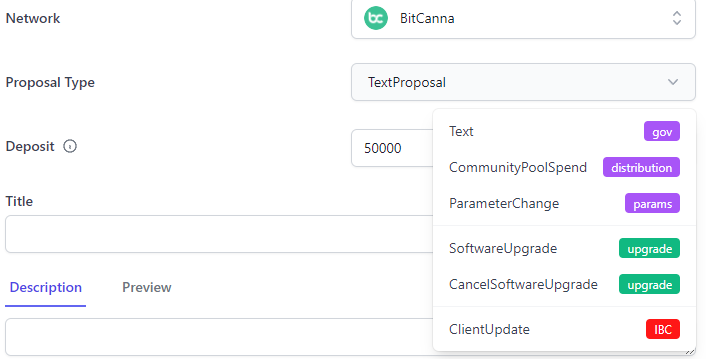 Network
bc BitCanna
Proposal Type
TextProposal
Deposit
50000
Text gov
CommunityPoolSpend distribution
ParameterChange params
Title
SoftwareUpgrade upgrade
CancelSoftwareUpgrade upgrade
Description Preview
ClientUpdate IBC